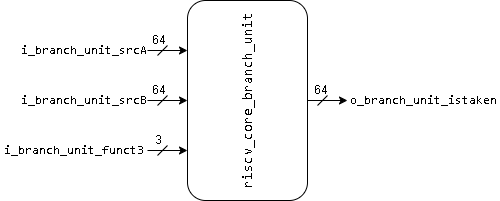 64
i_branch_unit_srcA
64
i_branch_unit_srcB
3
i_branch_unit_funct3
riscv_core_branch_unit
64
o_branch_unit_istaken